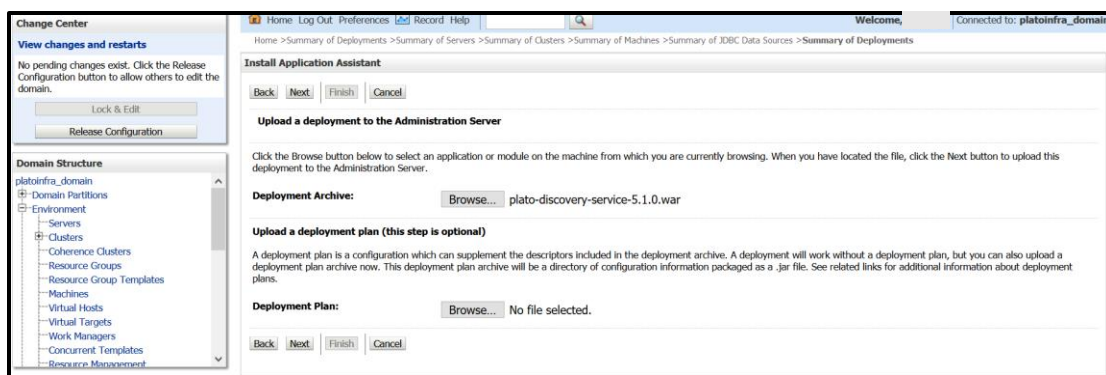 Change Center
View changes and restarts
No pending changes exist. Click the Release
Configuration button to allow others to edit the
domain.
Lock & Edit
Release Configuration
Domain Structure
platoinfra_domain
Domain Partitions
Environment
Servers
Clusters
Coherence Clusters
Resource Groups
Resource Group Templates
Machines
Virtual Hosts
Virtual Targets
Work Managers
Concurrent Templates
Resource Management
Home Log Out Preferences Record Help
Welcome,
Connected to: platoinfra_domain
Home >Summary of Deployments >Summary of Servers >Summary of Clusters >Summary of Machines >Summary of JDBC Data Sources >Summary of Deployments
Install Application Assistant
Back Next Finish Cancel
Upload a deployment to the Administration Server
Click the Browse button below to select an application or module on the machine from which you are currently browsing. When you have located the file, click the Next button to upload this
deployment to the Administration Server.
Deployment Archive: Browse... plato-discovery-service-5.1.0.war
Upload a deployment plan (this step is optional)
A deployment plan is a configuration which can supplement the descriptors included in the deployment archive. A deployment will work without a deployment plan, but you can also upload a
deployment plan archive now. This deployment plan archive will be a directory of configuration information packaged as a .jar file. See related links for additional information about deployment
plans.
Deployment Plan: Browse... No file selected.
Back Next Finish Cancel